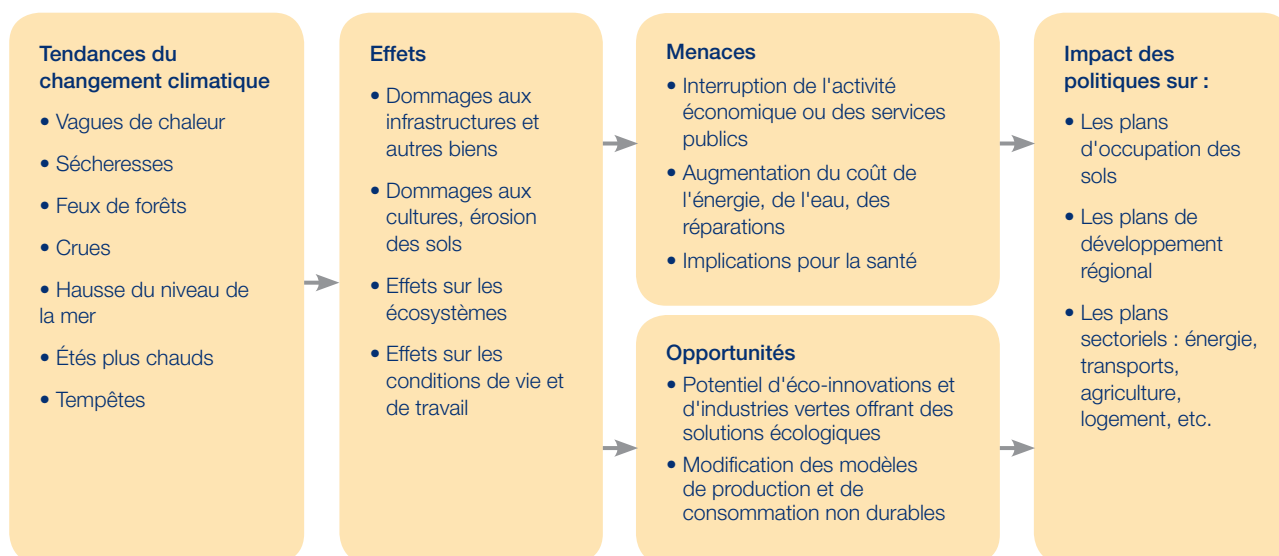 Tendances du
changement climatique
• Vagues de chaleur
• Sécheresses
• Feux de forêts
• Crues
• Hausse du niveau de
la mer
• Étés plus chauds
• Tempêtes
Effets
• Dommages aux
infrastructures et
autres biens
• Dommages aux
cultures, érosion
des sols
• Effets sur les
écosystèmes
• Effets sur les
conditions de vie et
de travail
Menaces
• Interruption de l'activité
économique ou des services
publics
• Augmentation du coût de
l'énergie, de l'eau, des
réparations
• Implications pour la santé
Opportunités
• Potentiel d'éco-innovations et
d'industries vertes offrant des
solutions écologiques
• Modification des modèles
de production et de
consommation non durables
Impact des
politiques sur :
• Les plans
d'occupation des
sols
• Les plans de
développement
régional
• Les plans
sectoriels : énergie,
transports,
agriculture,
logement, etc.